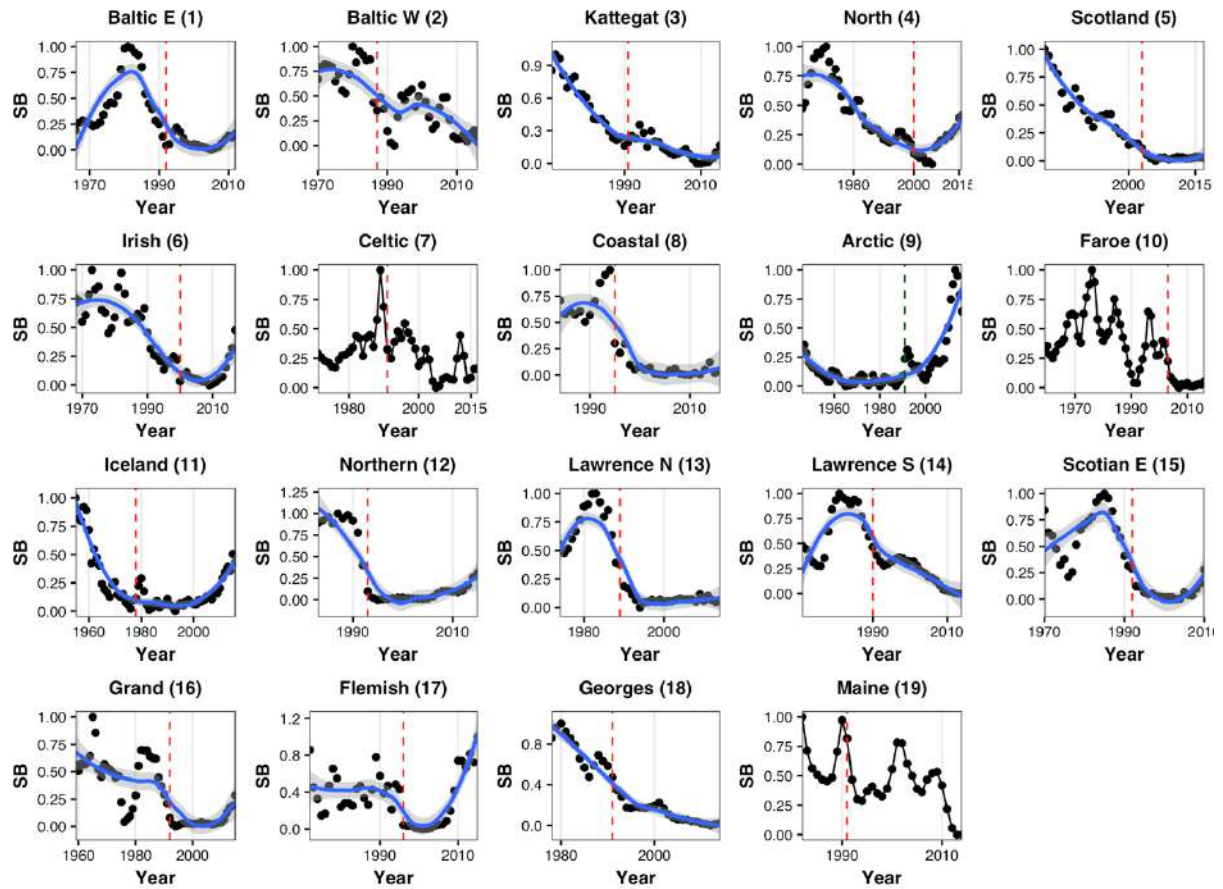 Baltic E (1)
SB
1.00
0.75
0.50
0.25
0.00
1970 1990 2010
Year
Baltic W (2)
SB
1.00
0.75
0.50
0.25
0.00
1970 1980 1990 2000 2010
Year
Kattegat (3)
SB
0.9
0.6
0.3
0.0
1980 1991 2010
Year
North (4)
SB
1.00
0.75
0.50
0.25
0.00
1980 2000 2015
Year
Scotland (5)
SB
1.00
0.75
0.50
0.25
0.00
2000 2015
Year
Irish (6)
SB
1.00
0.75
0.50
0.25
0.00
1970 1990 2010
Year
Celtic (7)
SB
1.00
0.75
0.50
0.25
0.00
1980 2000 2015
Year
Coastal (8)
SB
1.00
0.75
0.50
0.25
0.00
1990 2010
Year
Arctic (9)
SB
1.00
0.75
0.50
0.25
0.00
1960 1980 2000
Year
Faroe (10)
SB
1.00
0.75
0.50
0.25
0.00
1970 1990 2010
Year
Iceland (11)
SB
1.00
0.75
0.50
0.25
0.00
1960 1980 2000
Year
Northern (12)
SB
1.25
1.00
0.75
0.50
0.25
0.00
1990 2010
Year
Lawrence N (13)
SB
1.00
0.75
0.50
0.25
0.00
1980 2000
Year
Lawrence S (14)
SB
1.00
0.75
0.50
0.25
0.00
1990 2010
Year
Scotian E (15)
SB
1.00
0.75
0.50
0.25
0.00
1970 1990 2010
Year
Grand (16)
SB
1.00
0.75
0.50
0.25
0.00
1960 1980 2000
Year
Flemish (17)
SB
1.2
0.8
0.4
0.0
1990 2010
Year
Georges (18)
SB
0.8
0.4
0.0
1980 2000
Year
Maine (19)
SB
1.00
0.75
0.50
0.25
0.00
1990 2010
Year